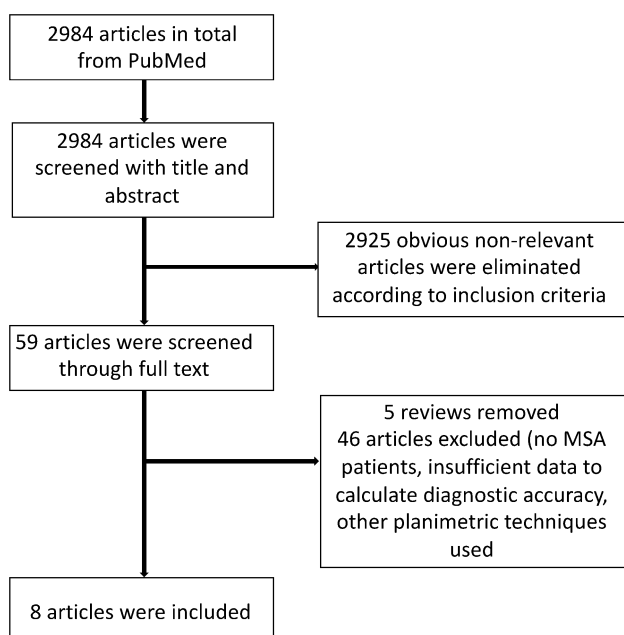 2984 articles in total
from PubMed
2984 articles were
screened with title and
abstract
2925 obvious non-relevant
articles were eliminated
according to inclusion criteria
59 articles were screened
through full text
5 reviews removed
46 articles excluded (no MSA
patients, insufficient data to
calculate diagnostic accuracy,
other planimetric techniques
used
8 articles were included